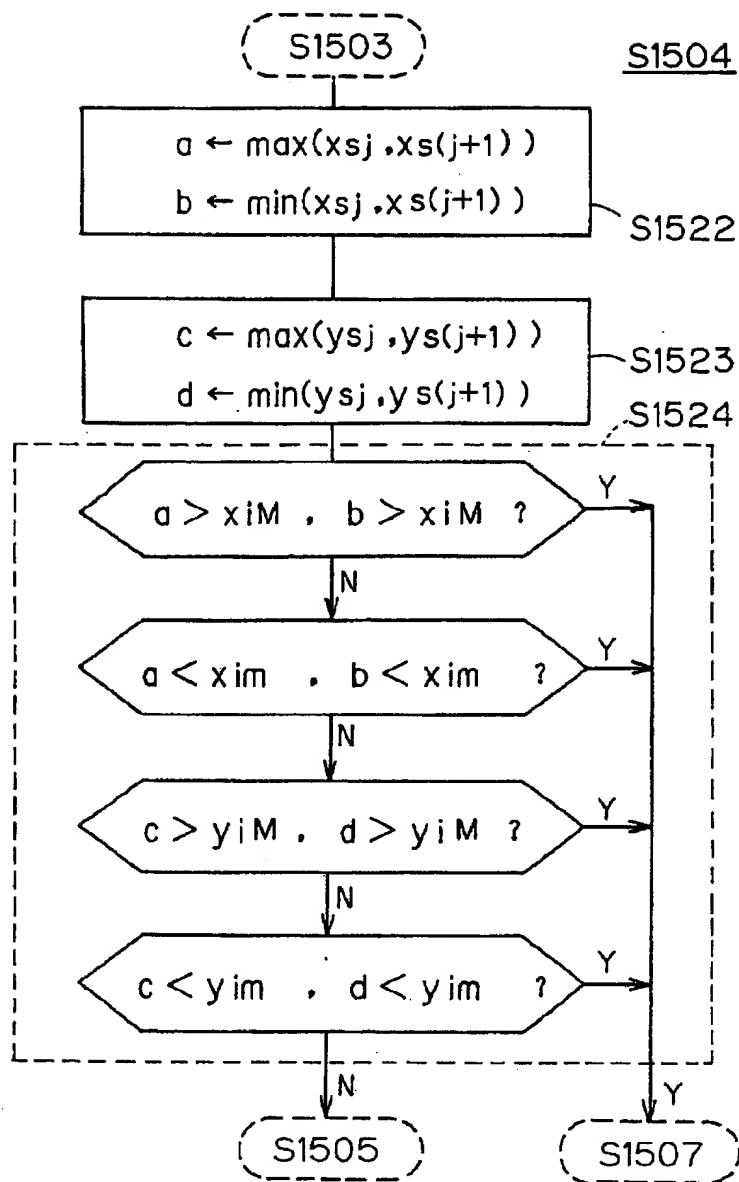 S1503
S1504
a ← max(xsj, xs(j+1))
b ← min(xsj, xs(j+1))
S1522
c ← max(ysj, ys(j+1))
d ← min(ysj, ys(j+1))
S1523
S1524
a > xiM , b > xiM ?
Y
N
a < xim , b < xim ?
Y
N
c > yiM , d > yiM ?
Y
N
c < yim , d < yim ?
Y
N
Y
S1505
S1507